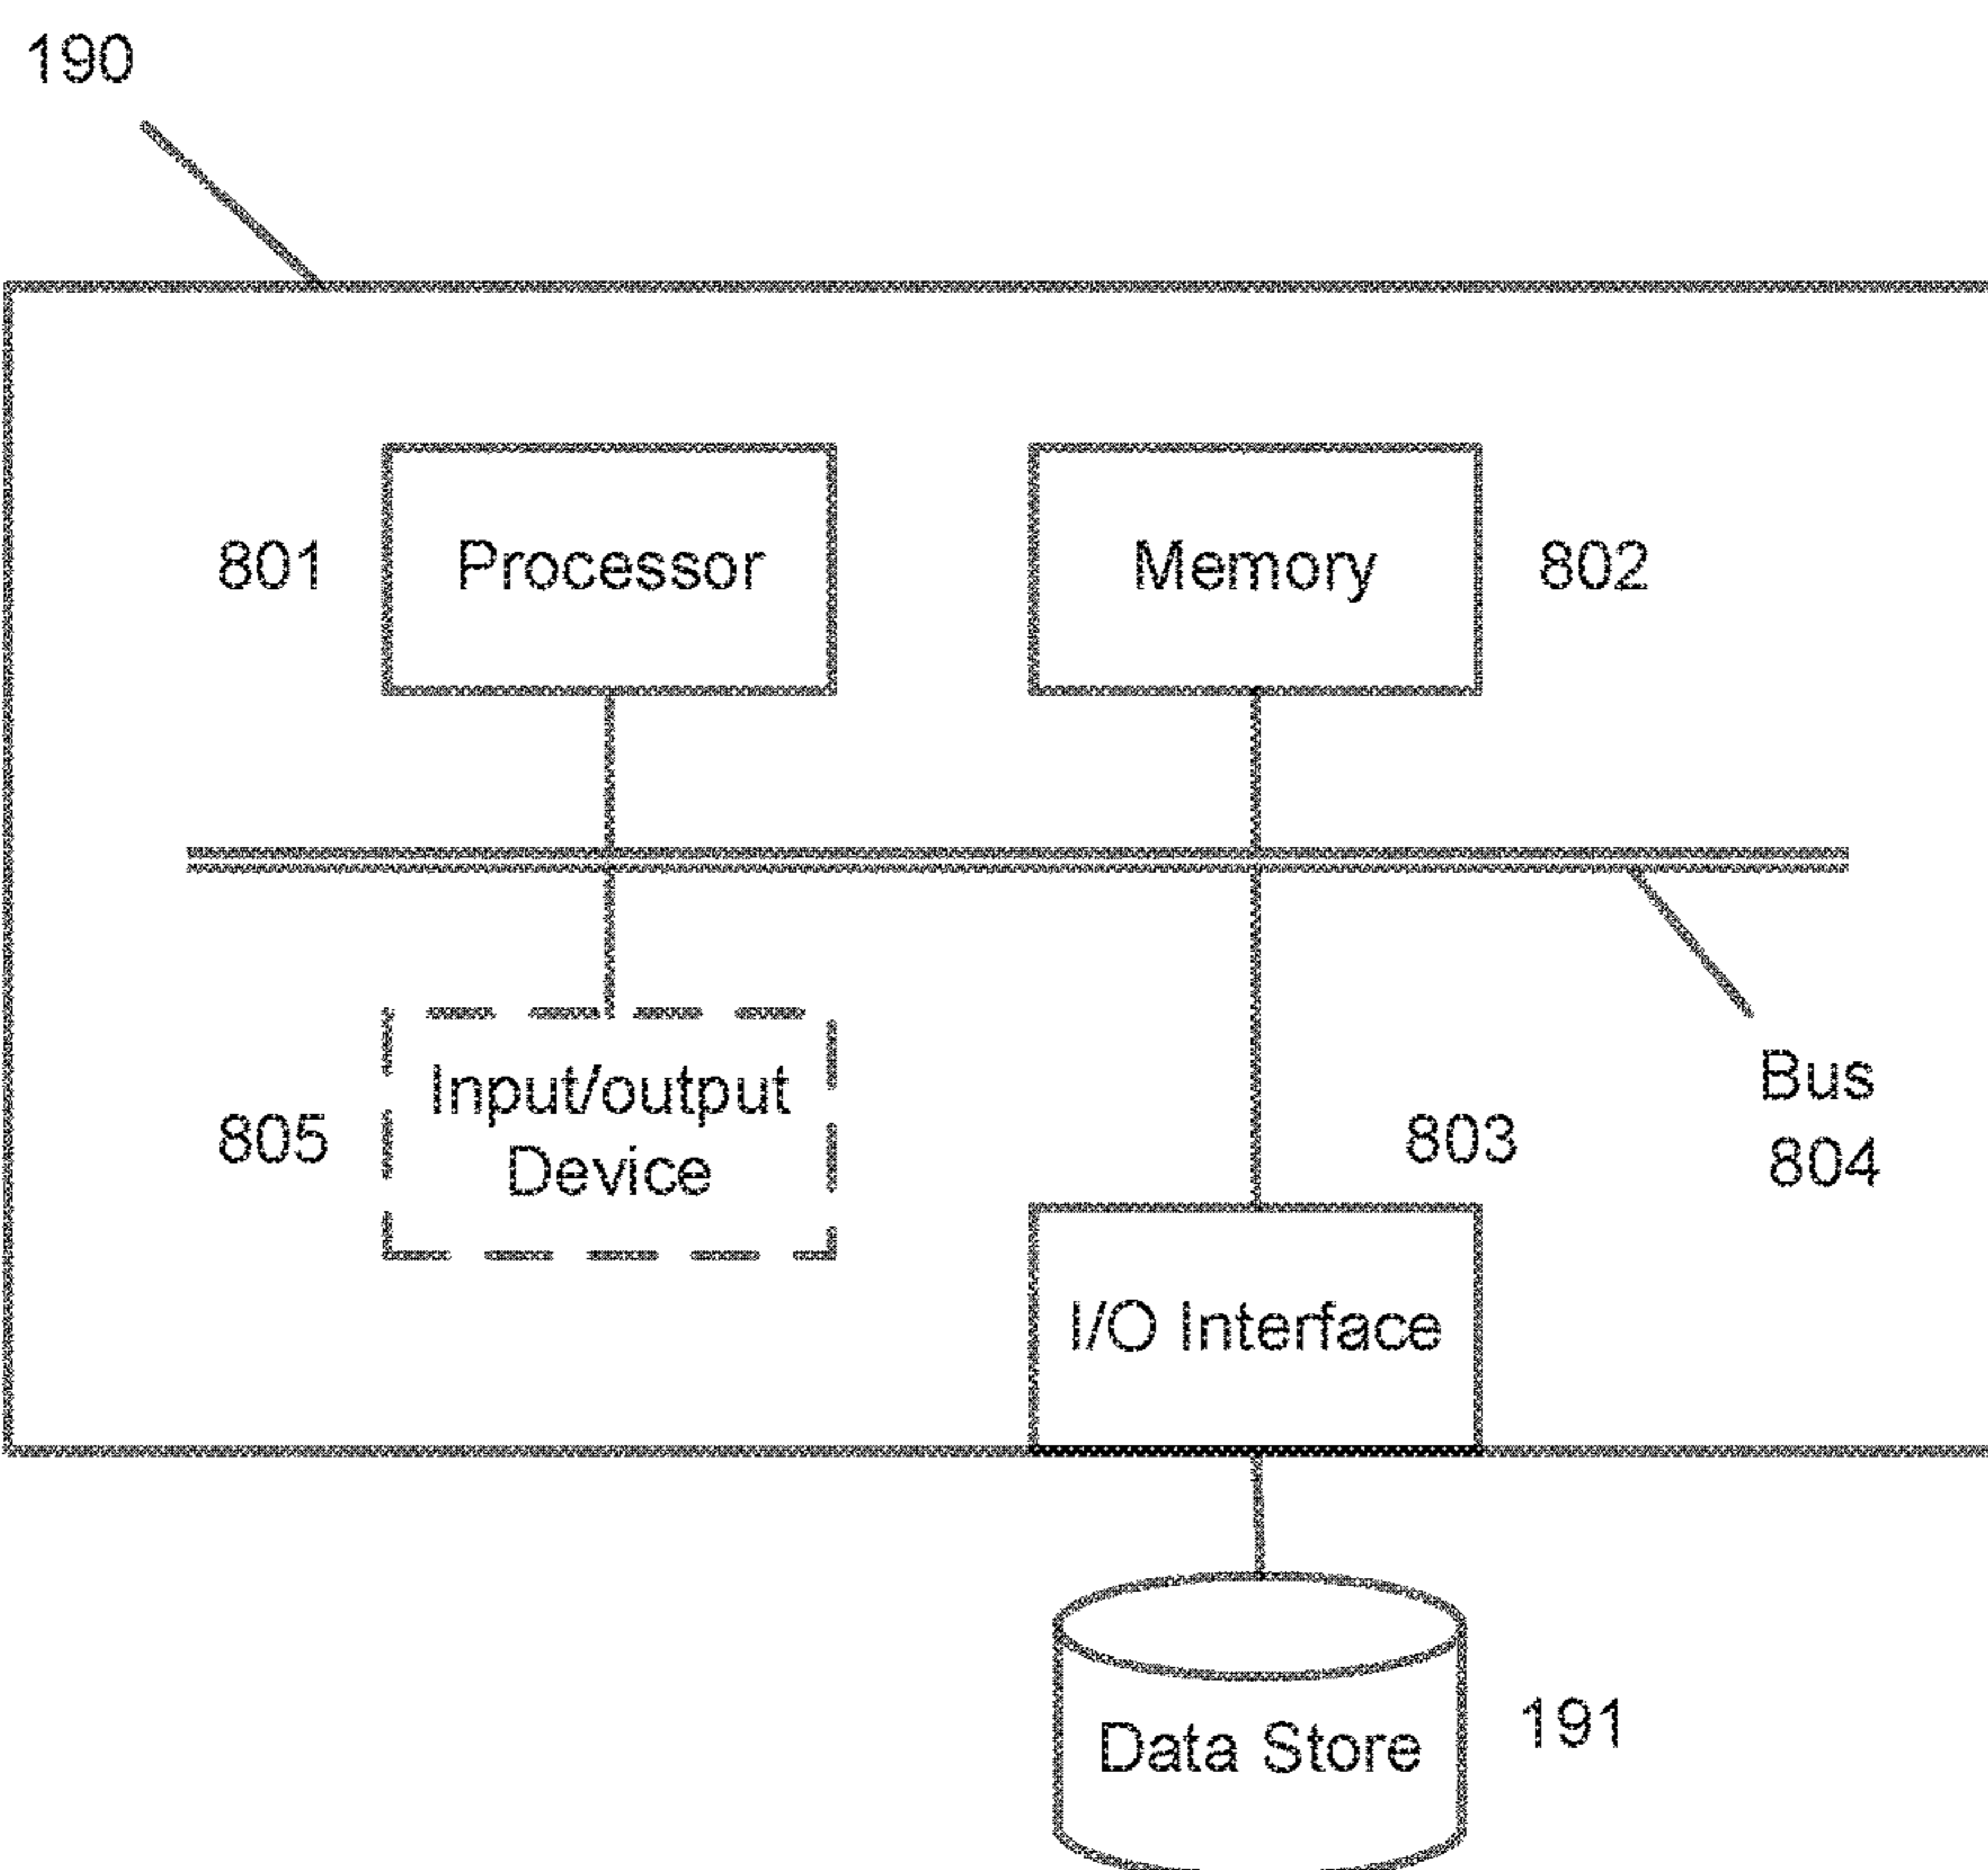 190
801
Processor
Memory
802
Input/output
Device
805
803
Bus
804
I/O Interface
Data Store
191